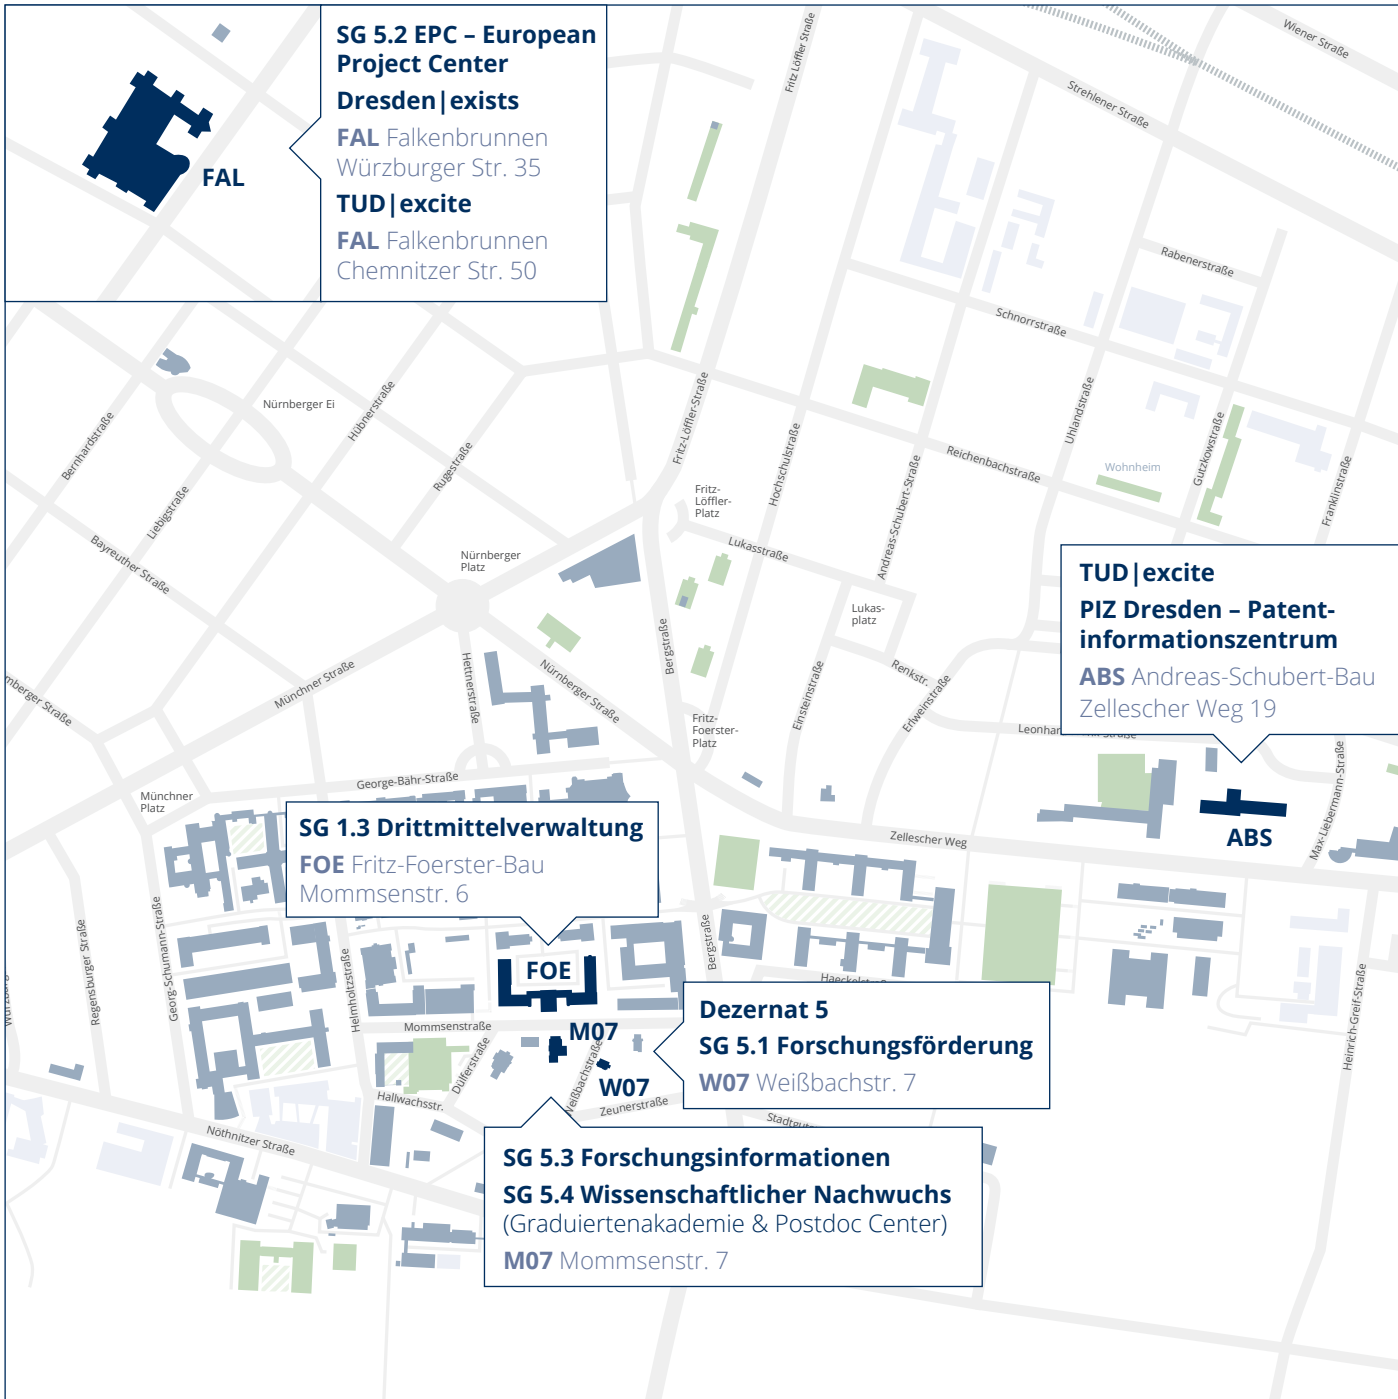 SG 5.2 EPC – European
Project Center
Dresden|exists
FAL Falkenbrunnen
Würzburger Str. 35
TUD|excite
FAL Falkenbrunnen
Chemnitzer Str. 50
FAL
Fritz Löffler Straße
Wiener Straße
Strehlener Straße
Rabenerstraße
Schnorrstraße
Nürnberger Ei
Hübnerstraße
Bernhardstraße
Rugestraße
Liebigstraße
Bayreuther Straße
Fritz-Löffler-Straße
Hochschulstraße
Uhlandstraße
Gutzkowstraße
Reichenbachstraße
Wohnheim
Franklinstraße
Fritz-
Löffler-
Platz
Lukasstraße
Andreas-Schubert-Straße
Nürnberger
Platz
Lukas-
platz
TUD|excite
PIZ Dresden – Patent-
informationszentrum
ABS Andreas-Schubert-Bau
Zellescher Weg 19
Bergstraße
Hettnerstraße
Nürnberger Straße
Münchner Straße
mberger Straße
Renkstr.
Einsteinstraße
Erlweinstraße
Fritz-
Foerster-
Platz
Leonhar
George-Bähr-Straße
Münchner
Platz
Max-Liebermann-Straße
ABS
Zellescher Weg
SG 1.3 Drittmittelverwaltung
FOE Fritz-Foerster-Bau
Mommsenstr. 6
Georg-Schumann-Straße
Regensburger Straße
Helmholtzstraße
Bergstraße
FOE
Heinrich-Greif-Straße
Mommsenstraße
M07
Dezernat 5
SG 5.1 Forschungsförderung
W07 Weißbachstr. 7
Dülferstraße
W07
Hallwachsstr.
Zeunerstraße
Nöthnitzer Straße
SG 5.3 Forschungsinformationen
SG 5.4 Wissenschaftlicher Nachwuchs
(Graduiertenakademie & Postdoc Center)
M07 Mommsenstr. 7